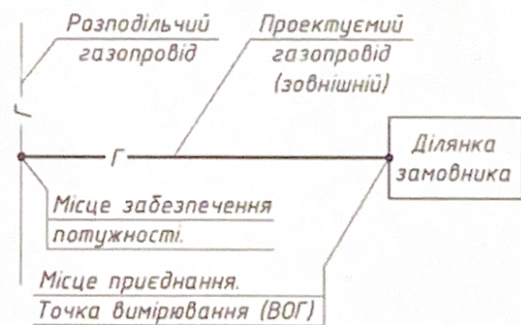 Розподільчий
газопровід
Проектуємий
газопровід
(зовнішній)
Г
Г
Ділянка
замовника
Місце забезпечення
потужності.
Місце приєднання.
Точка вимірювання (ВОГ)